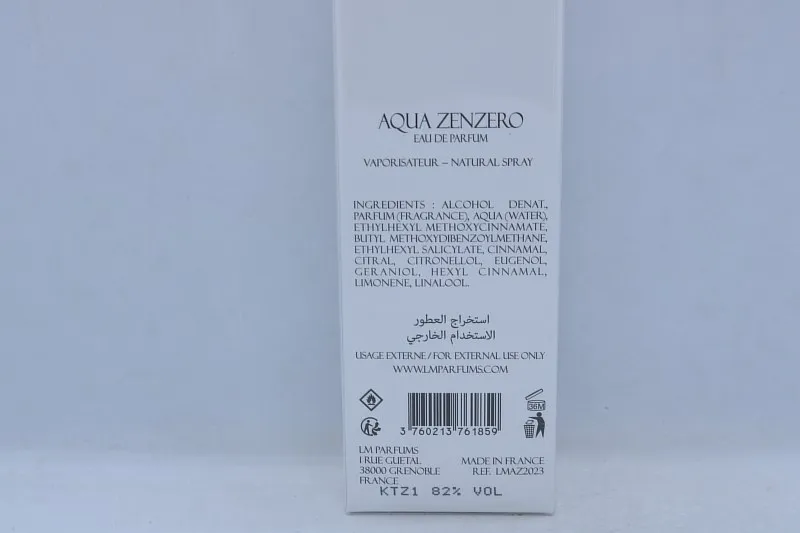 AQUA ZENZERO
EAU DE PARFUM
VAPORISATEUR – NATURAL SPRAY
INGREDIENTS : ALCOHOL DENAT.,
PARFUM (FRAGRANCE), AQUA (WATER),
ETHYLHEXYL METHOXYCINNAMATE,
BUTYL METHOXYDIBENZOYLMETHANE,
ETHYLHEXYL SALICYLATE, CINNAMAL,
CITRAL, CITRONELLOL, EUGENOL,
GERANIOL, HEXYL CINNAMAL,
LIMONENE, LINALOOL.
استخراج العطور
الاستخدام الخارجي
USAGE EXTERNE / FOR EXTERNAL USE ONLY
WWW.LMPARFUMS.COM
36M
3 760213 761859
LM PARFUMS
1 RUE GUETAL
38000 GRENOBLE
FRANCE
MADE IN FRANCE
REF. LMAZ2023
KTZ1 82% VOL